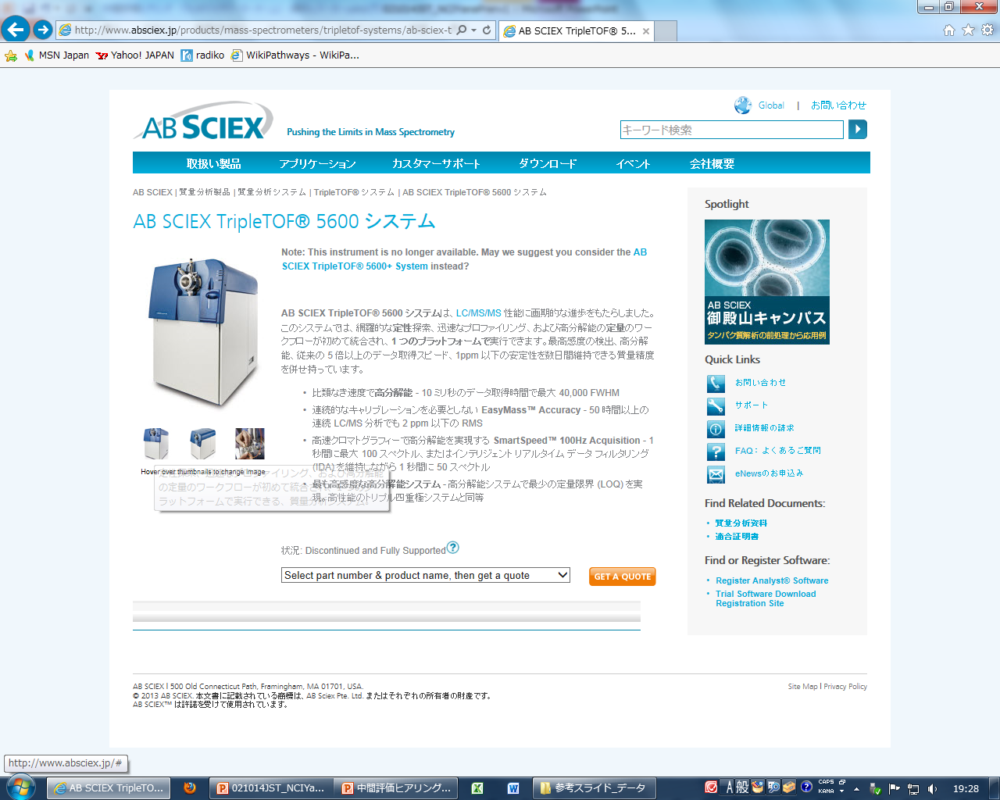 http://www.absciex.jp/products/mass-spectrometers/tripletof-systems/ab-sciex-t
AB SCIEX TripleTOF® 5...
MSN Japan
Yahoo! JAPAN
radiko
WikiPathways - WikiPa...
Global | お問い合わせ
AB SCIEX
Pushing the Limits in Mass Spectrometry
キーワード検索
取扱い製品 アプリケーション カスタマーサポート ダウンロード イベント 会社概要
AB SCIEX | 質量分析製品 | 質量分析システム | TripleTOF® システム | AB SCIEX TripleTOF® 5600 システム
AB SCIEX TripleTOF® 5600 システム
Note: This instrument is no longer available. May we suggest you consider the AB
SCIEX TripleTOF® 5600+ System instead?
AB SCIEX TripleTOF® 5600 システムは、LC/MS/MS 性能に画期的な進歩をもたらしました。
このシステムでは、網羅的な定性探索、迅速なプロファイリング、および高分解能の定量のワー
クフローが初めて統合され、1 つのプラットフォームで実行できます。最高感度の検出、高分解
能、従来の 5 倍以上のデータ取得スピード、1ppm 以下の安定性を数日間維持できる質量精度
を併せ持っています。
• 比類なき速度で高分解能 - 10 ミリ秒のデータ取得時間で最大 40,000 FWHM
• 連続的なキャリブレーションを必要としない EasyMass™ Accuracy - 50 時間以上の
連続 LC/MS 分析でも 2 ppm 以下の RMS
• 高速クロマトグラフィーで高分解能を実現する SmartSpeed™ 100Hz Acquisition - 1
秒間に最大 100 スペクトル、またはインテリジェント リアルタイム データ フィルタリング
(IDA) を維持しながら 1 秒間に 50 スペクトル
• 最も高感度な高分解能システム - 高分解能システムで最少の定量限界 (LOQ) を実
現。高性能のトリプル四重極システムと同等
Hover over thumbnails to change image
ファイリング、および高分解能
の定量のワークフローが初めて統合され
ラットフォームで実行できる、質量分析システム。
状況: Discontinued and Fully Supported
?
Select part number & product name, then get a quote
GET A QUOTE
Spotlight
AB SCIEX
御殿山キャンパス
タンパク質解析の前処理から応用例
Quick Links
お問い合わせ
サポート
詳細情報の請求
FAQ： よくあるご質問
eNewsのお申込み
Find Related Documents:
• 質量分析資料
• 適合証明書
Find or Register Software:
• Register Analyst® Software
• Trial Software Download
Registration Site
AB SCIEX | 500 Old Connecticut Path, Framingham, MA 01701, USA.
© 2013 AB SCIEX. 本文書に記載されている商標は、AB Sciex Pte. Ltd. またはそれぞれの所有者の財産です。
AB SCIEX™ は許諾を受けて使用されています。
Site Map | Privacy Policy
http://www.absciex.jp/#
AB SCIEX TripleTO...
021014JST_NCIYa...
中間評価ヒアリング...
参考スライド_データ
A 般
CAPS
KANA
19:28